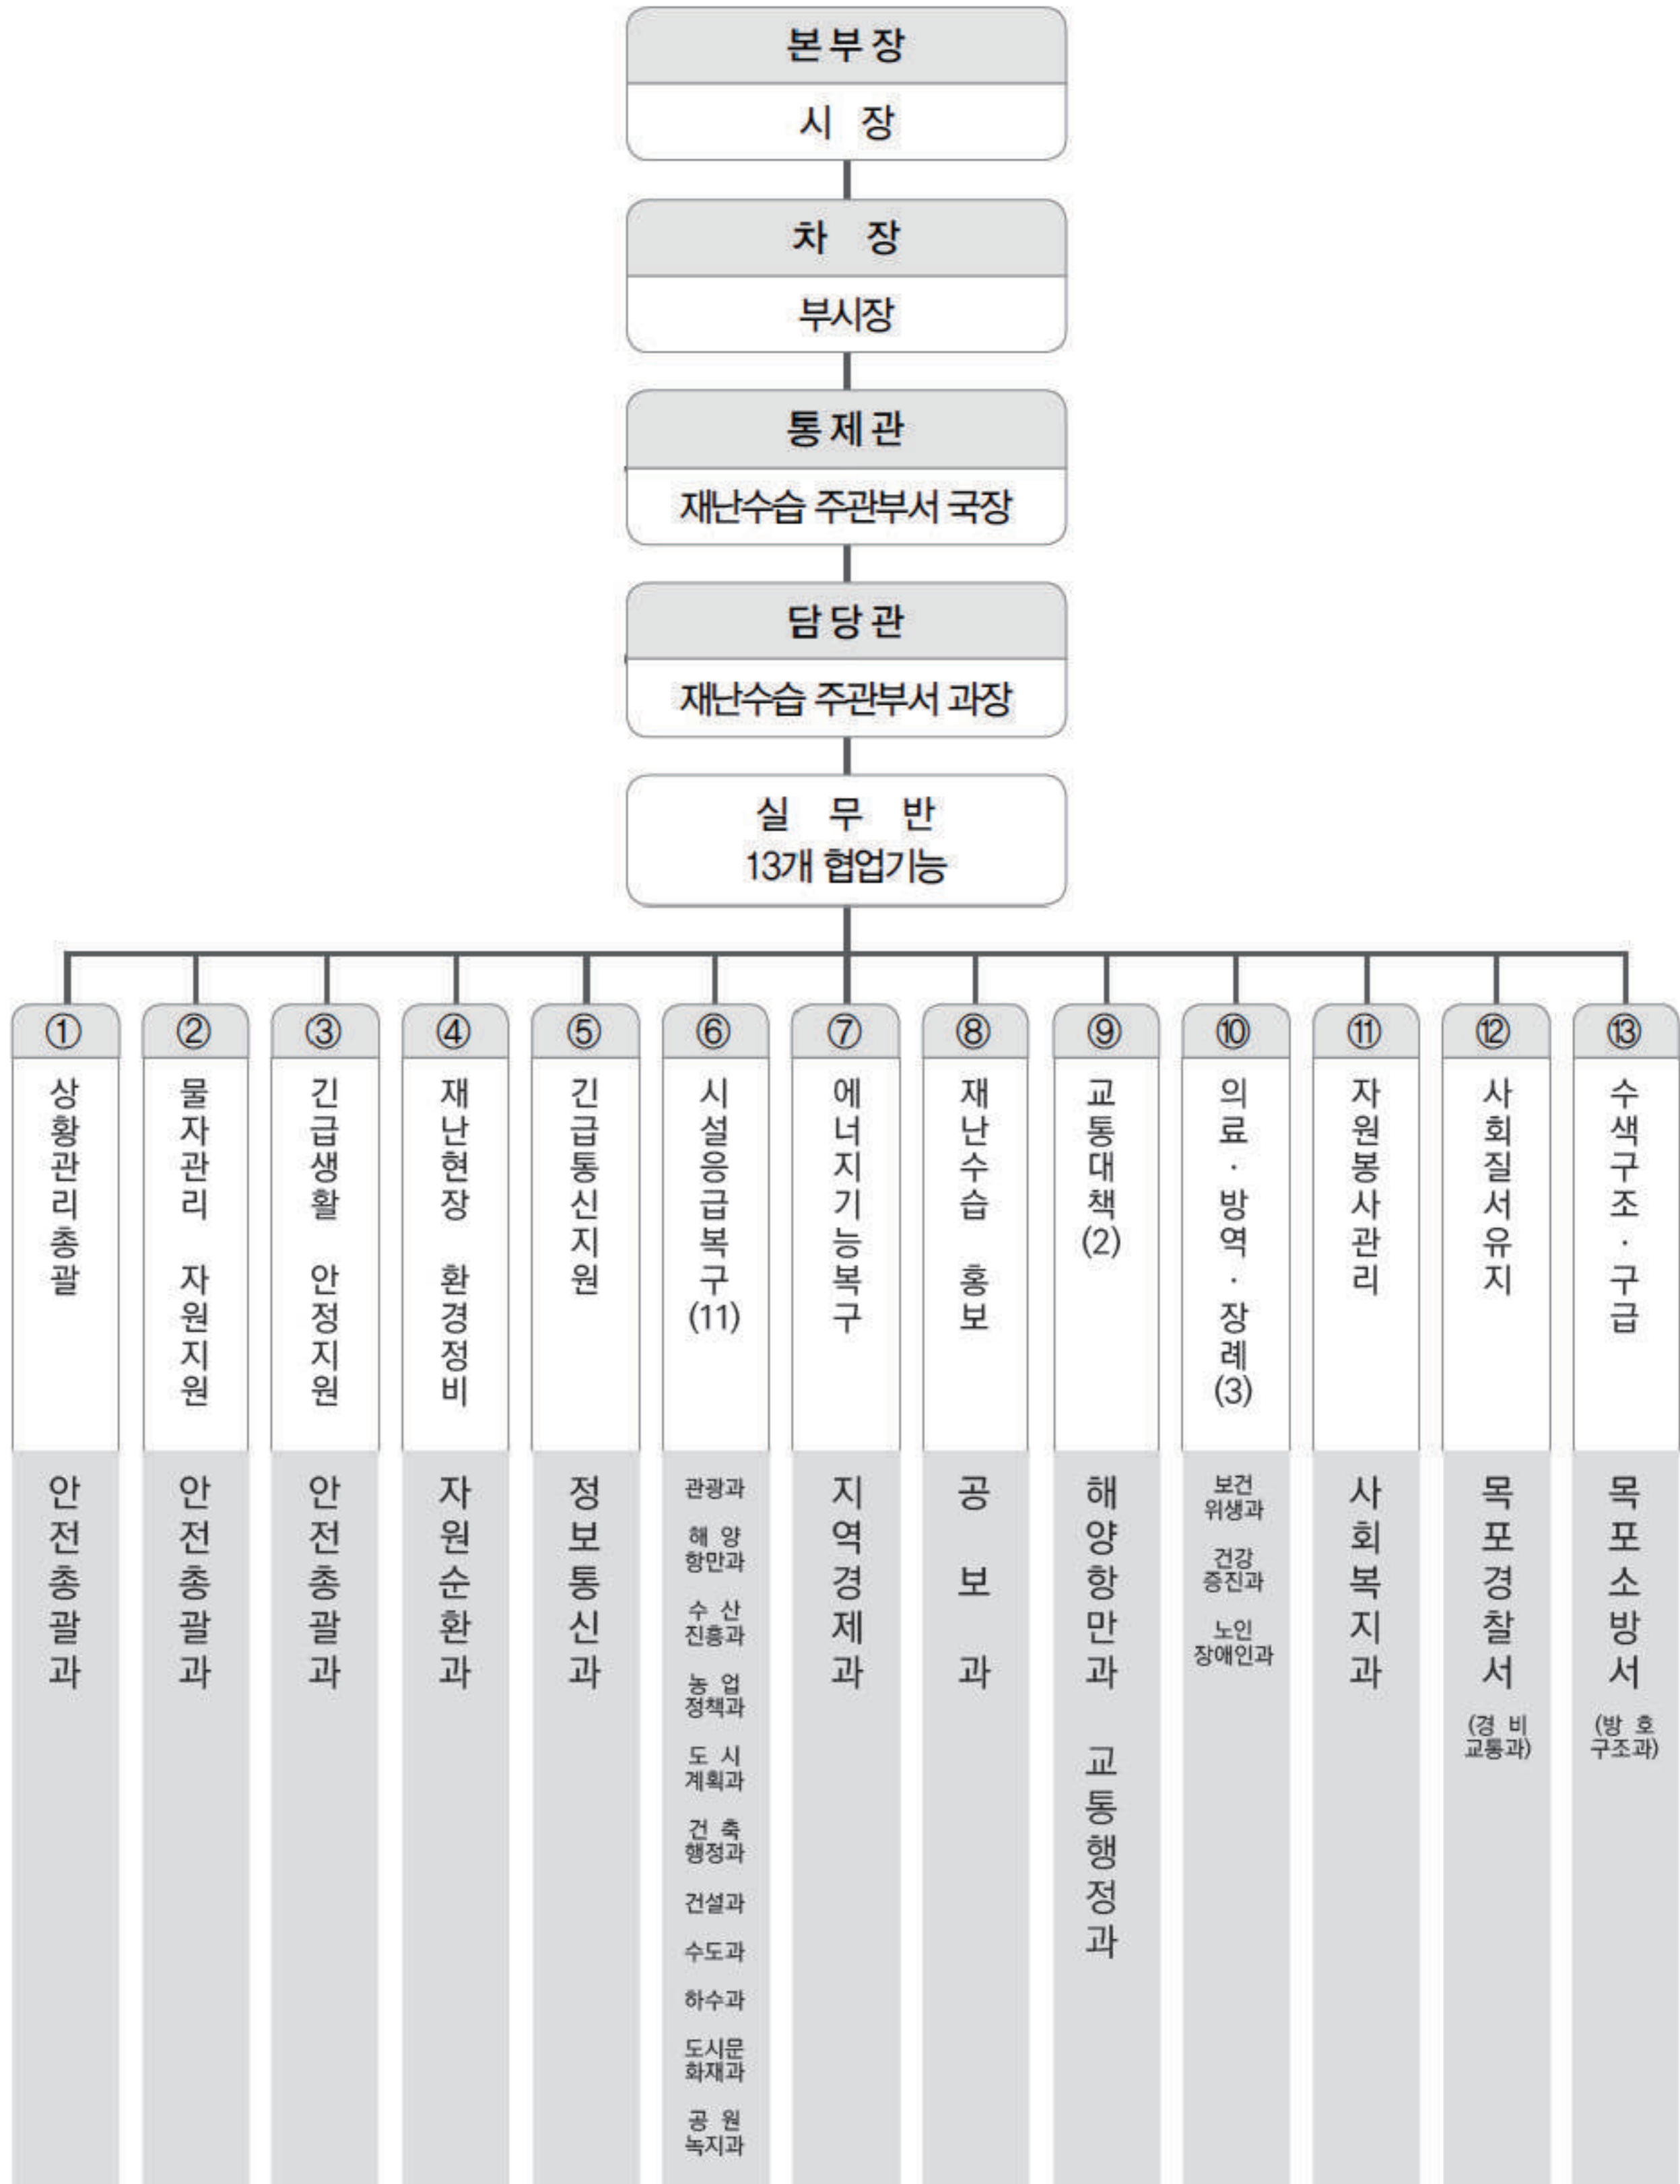 본 부 장
시 장
차 장
부시장
통 제 관
재난수습 주관부서 국장
담 당 관
재난수습 주관부서 과장
실 무 반
13개 협업기능
①
상황관리총괄
안전총괄과
②
물자관리 자원지원
안전총괄과
③
긴급생활 안정지원
안전총괄과
④
재난현장 환경정비
자원순환과
⑤
긴급통신지원
정보통신과
⑥
시설응급복구
(11)
관광과
해 양
항만과
수 산
진흥과
농 업
정책과
도 시
계획과
건 축
행정과
건설과
수도과
하수과
도시문
화재과
공 원
녹지과
⑦
에너지기능복구
지역경제과
⑧
재난수습 홍보
공 보 과
⑨
교통대책
(2)
해양항만과 교통행정과
⑩
의료·방역·장례
(3)
보건
위생과
건강
증진과
노인
장애인과
⑪
자원봉사관리
사회복지과
⑫
사회질서유지
목포경찰서
(경 비
교통과)
⑬
수색구조·구급
목포소방서
(방 호
구조과)